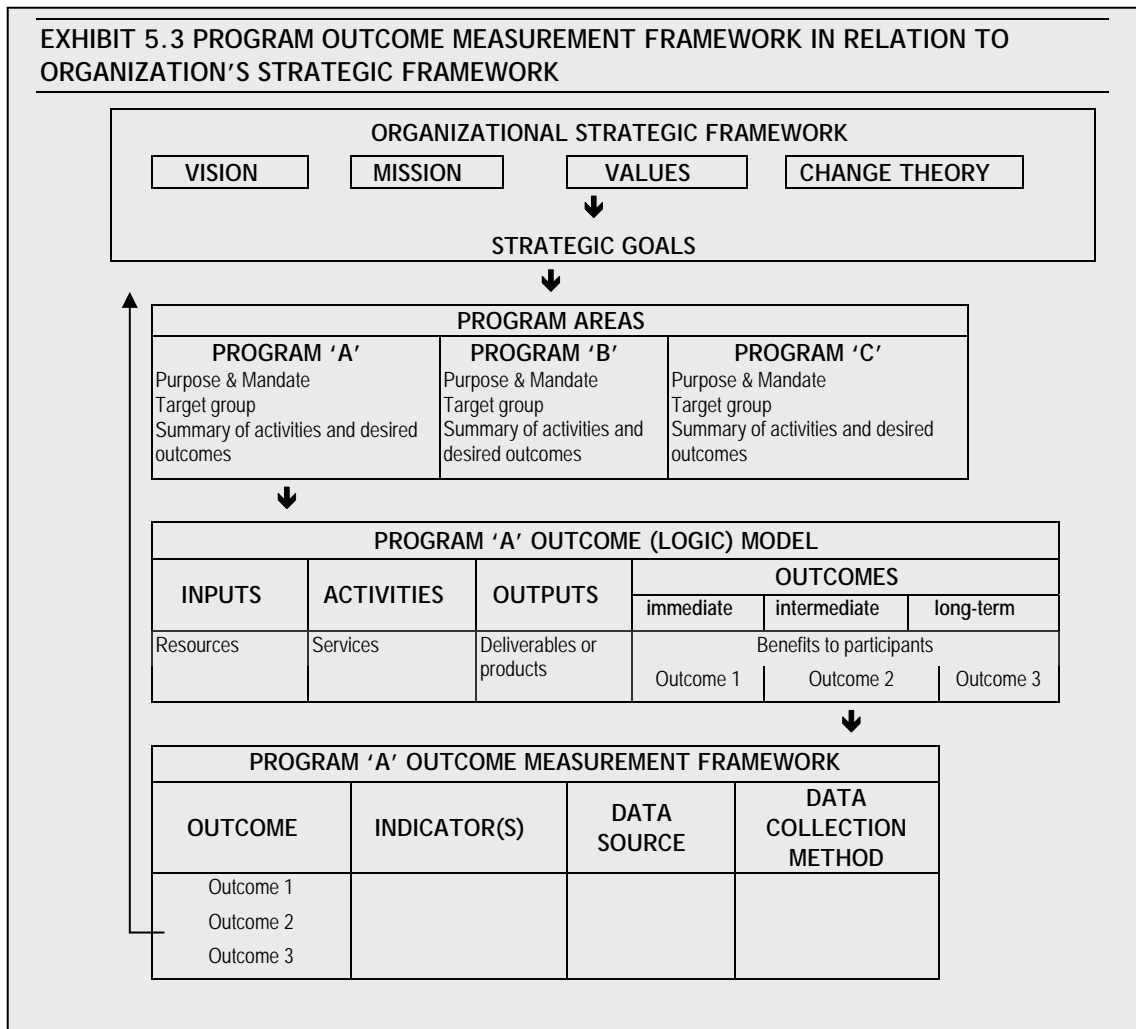 EXHIBIT 5.3 PROGRAM OUTCOME MEASUREMENT FRAMEWORK IN RELATION TO
ORGANIZATION'S STRATEGIC FRAMEWORK
ORGANIZATIONAL STRATEGIC FRAMEWORK
VISION MISSION VALUES CHANGE THEORY
STRATEGIC GOALS
PROGRAM AREAS
PROGRAM 'A'
Purpose & Mandate
Target group
Summary of activities and desired
outcomes
PROGRAM 'B'
Purpose & Mandate
Target group
Summary of activities and
desired outcomes
PROGRAM 'C'
Purpose & Mandate
Target group
Summary of activities and desired
outcomes
PROGRAM 'A' OUTCOME (LOGIC) MODEL
INPUTS ACTIVITIES OUTPUTS
OUTCOMES
immediate intermediate long-term
Resources
Services
Deliverables or
products
Benefits to participants
Outcome 1 Outcome 2 Outcome 3
PROGRAM 'A' OUTCOME MEASUREMENT FRAMEWORK
OUTCOME
INDICATOR(S)
DATA
SOURCE
DATA
COLLECTION
METHOD
Outcome 1
Outcome 2
Outcome 3